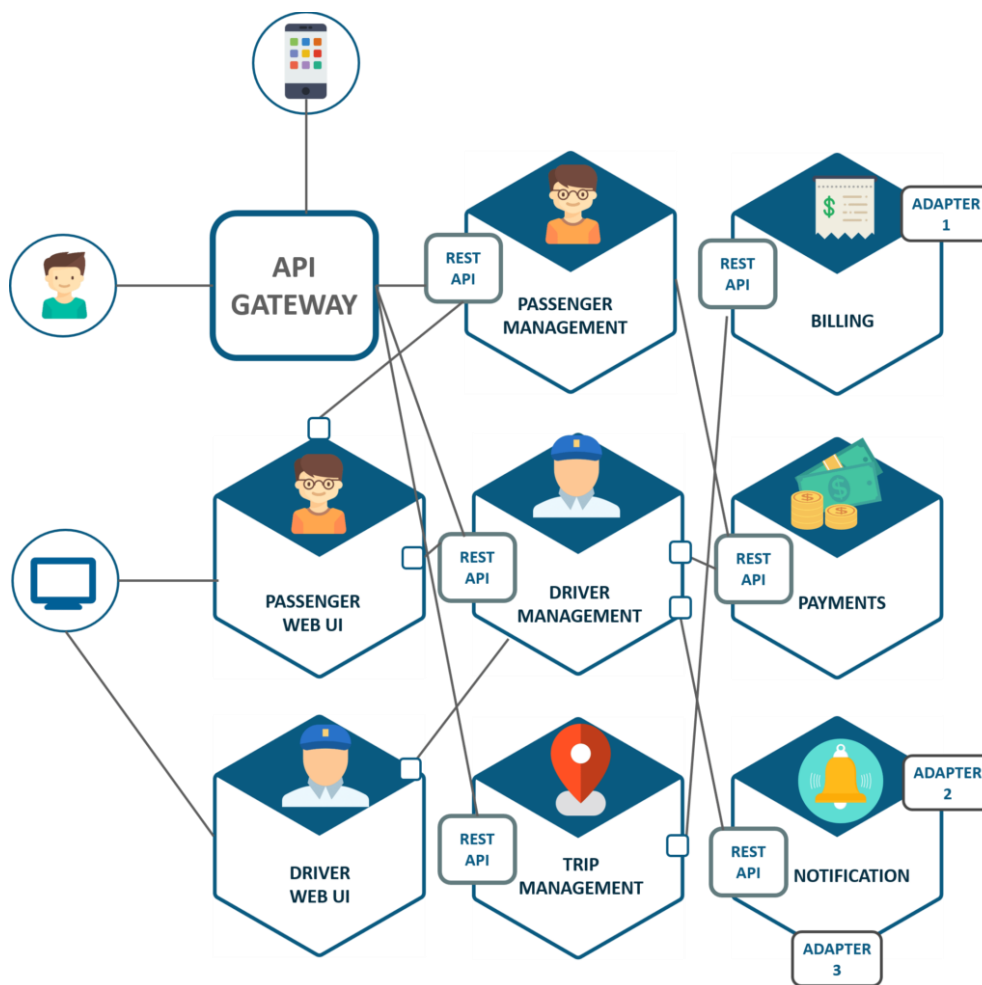 API
GATEWAY
REST
API
PASSENGER
MANAGEMENT
REST
API
BILLING
ADAPTER
1
PASSENGER
WEB UI
REST
API
DRIVER
MANAGEMENT
REST
API
PAYMENTS
DRIVER
WEB UI
REST
API
TRIP
MANAGEMENT
REST
API
NOTIFICATION
ADAPTER
2
ADAPTER
3